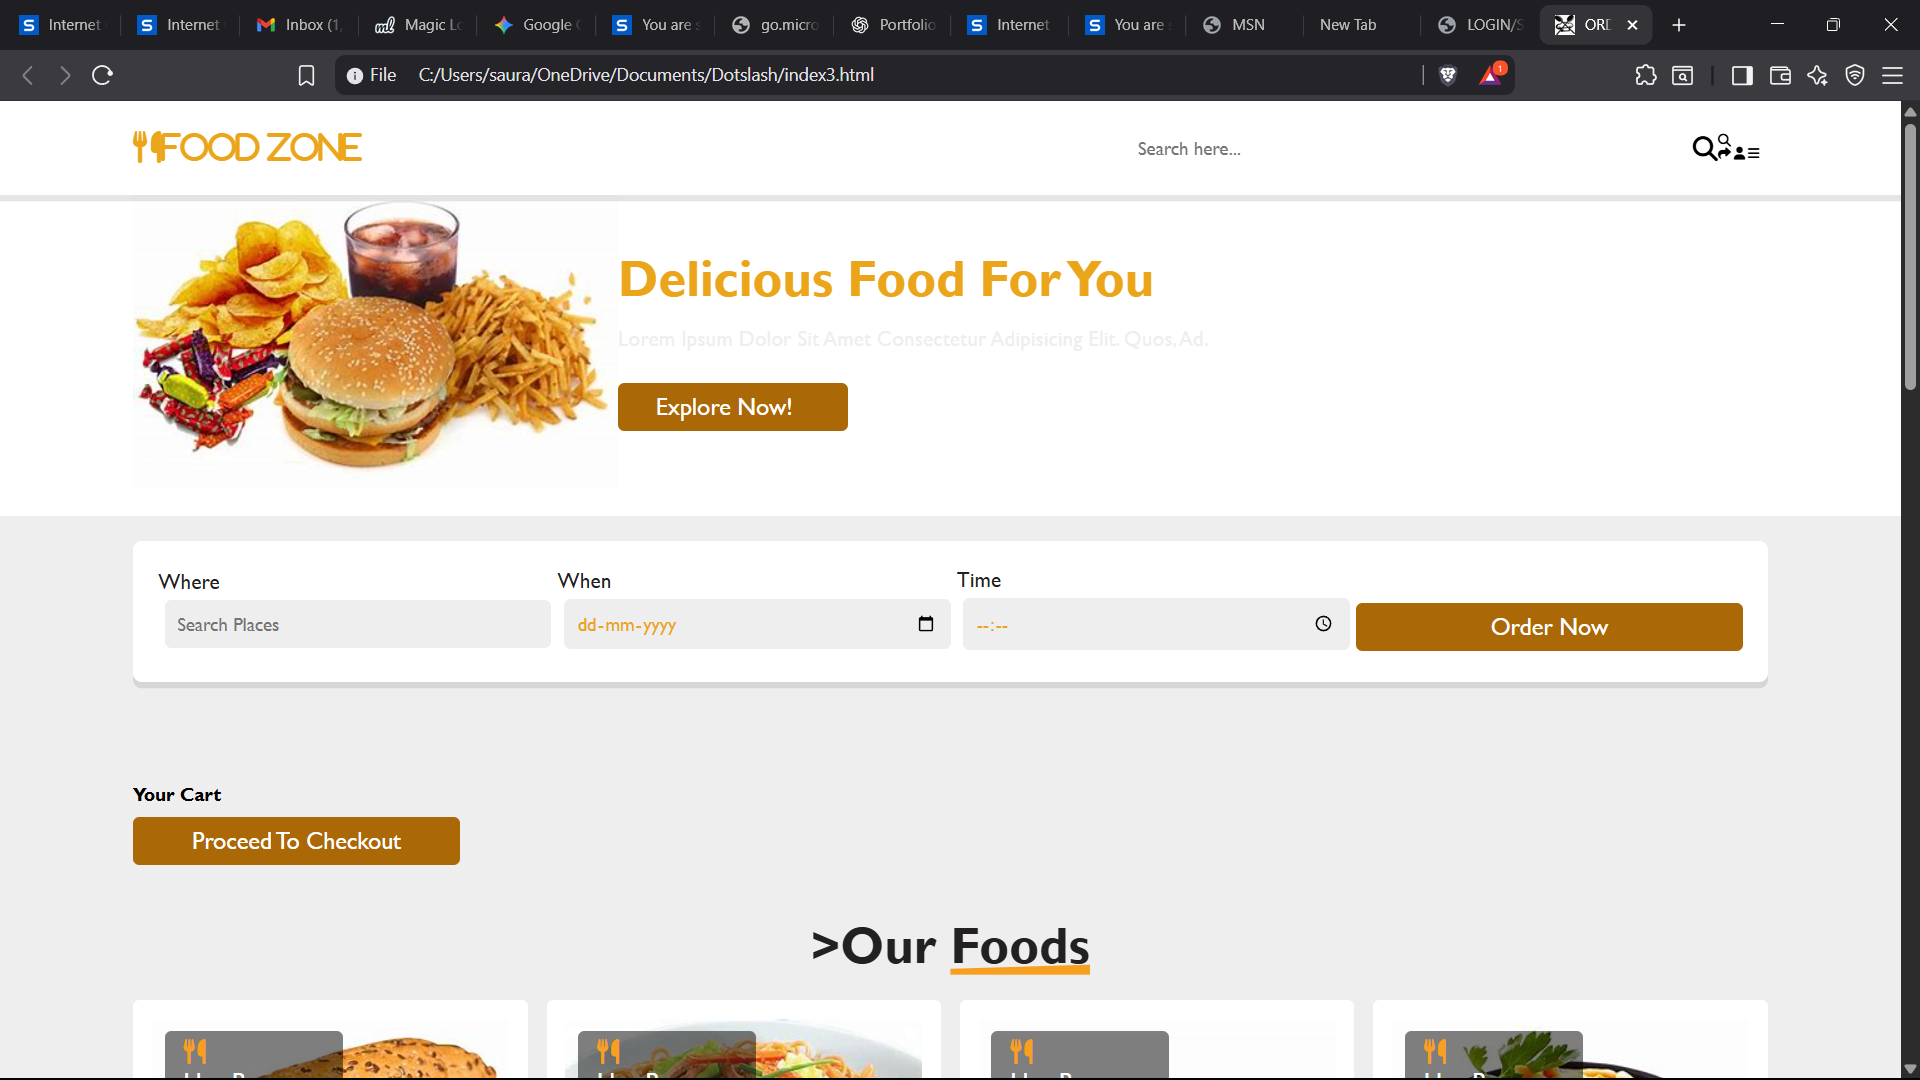 Internet
Internet
Inbox (1,
Magic Lo
Google
You are s
go.micro
Portfolio
Internet
You are
MSN
New Tab
LOGIN/S
ORD
File
C:/Users/saura/OneDrive/Documents/Dotslash/index3.html
1
FOOD ZONE
Search here...
Delicious Food For You
Lorem Ipsum Dolor Sit Amet Consectetur Adipisicing Elit. Quos, Ad.
Explore Now!
Where
When
Time
Search Places
dd-mm-yyyy
--:--
Order Now
Your Cart
Proceed To Checkout
>Our Foods